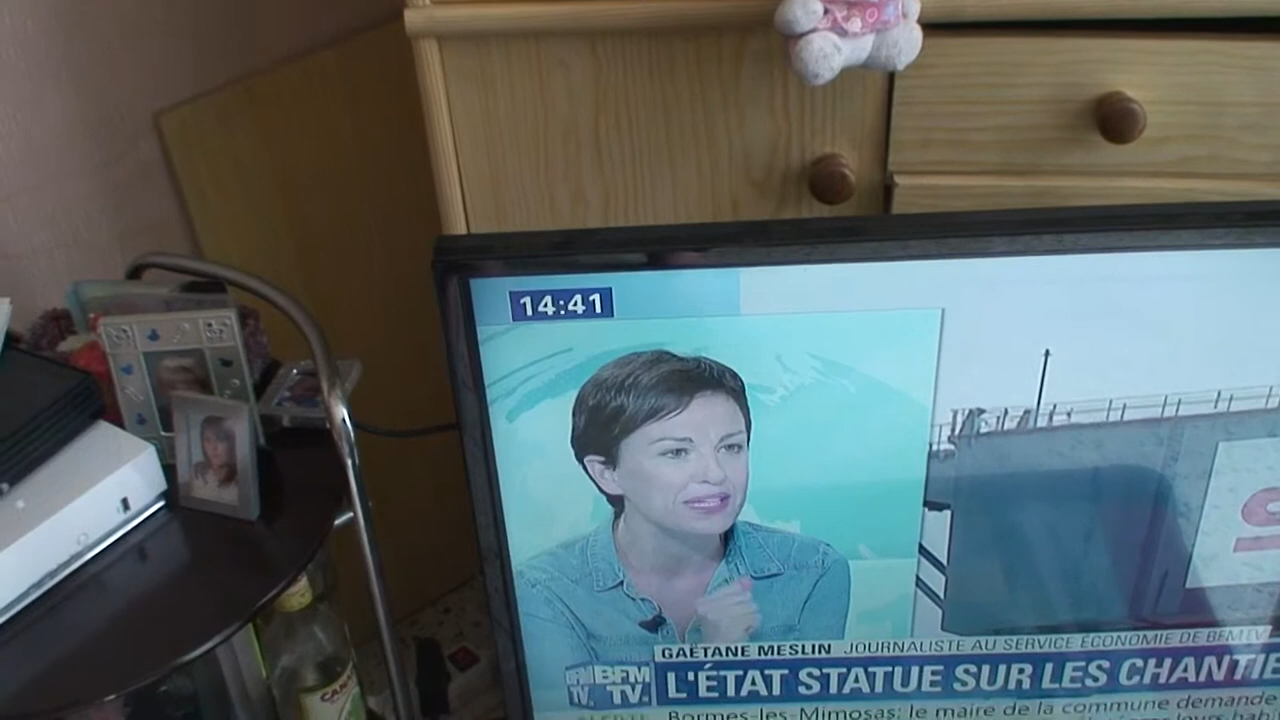 14:41
GAËTANE MESLIN JOURNALISTE AU SERVICE ÉCONOMIE DE BFMTV
BFM TV. L'ÉTAT STATUE SUR LES CHANTIE
ALERTE Bormes-les-Mimosas: le maire de la commune demande